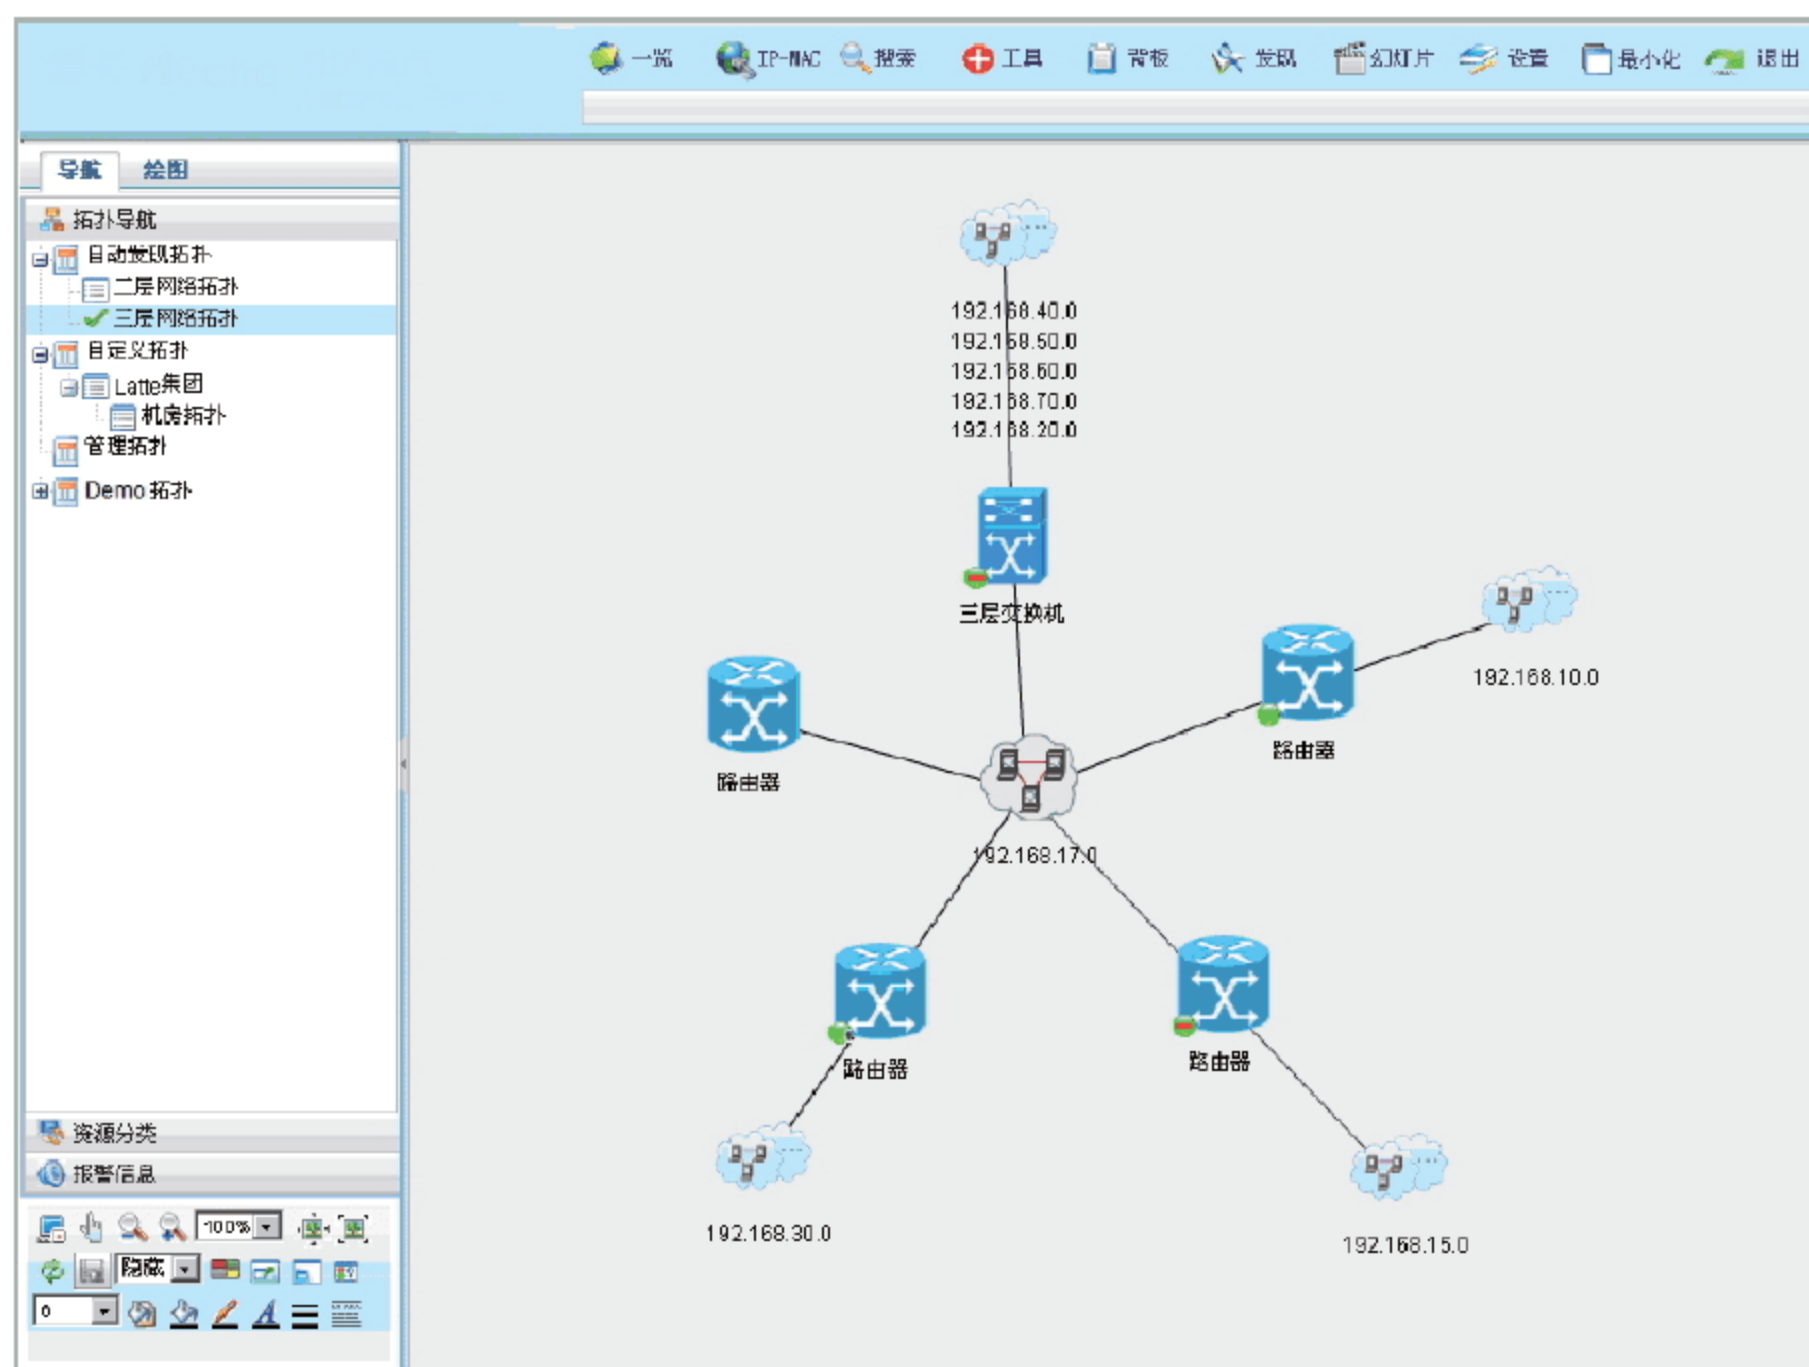 一览 IP-MAC 搜索 工具 背板 发现 幻灯片 设置 最小化 退出
导航 绘图
拓扑导航
自动发现拓扑
二层网络拓扑
三层网络拓扑
自定义拓扑
Latte集团
机房拓扑
管理拓扑
Demo 拓扑
资源分类
报警信息
100%
隐藏
0
192.168.40.0
192.168.50.0
192.168.60.0
192.168.70.0
192.168.20.0
三层交换机
192.168.10.0
路由器
路由器
192.168.17.0
路由器
路由器
192.168.30.0
192.168.15.0